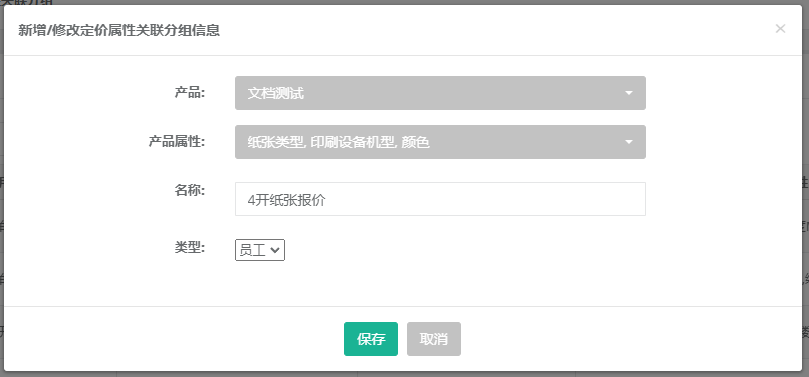 新增/修改定价属性关联分组信息
×
产品:
文档测试
产品属性:
纸张类型, 印刷设备机型, 颜色
名称:
4开纸张报价
类型:
员工
保存
取消